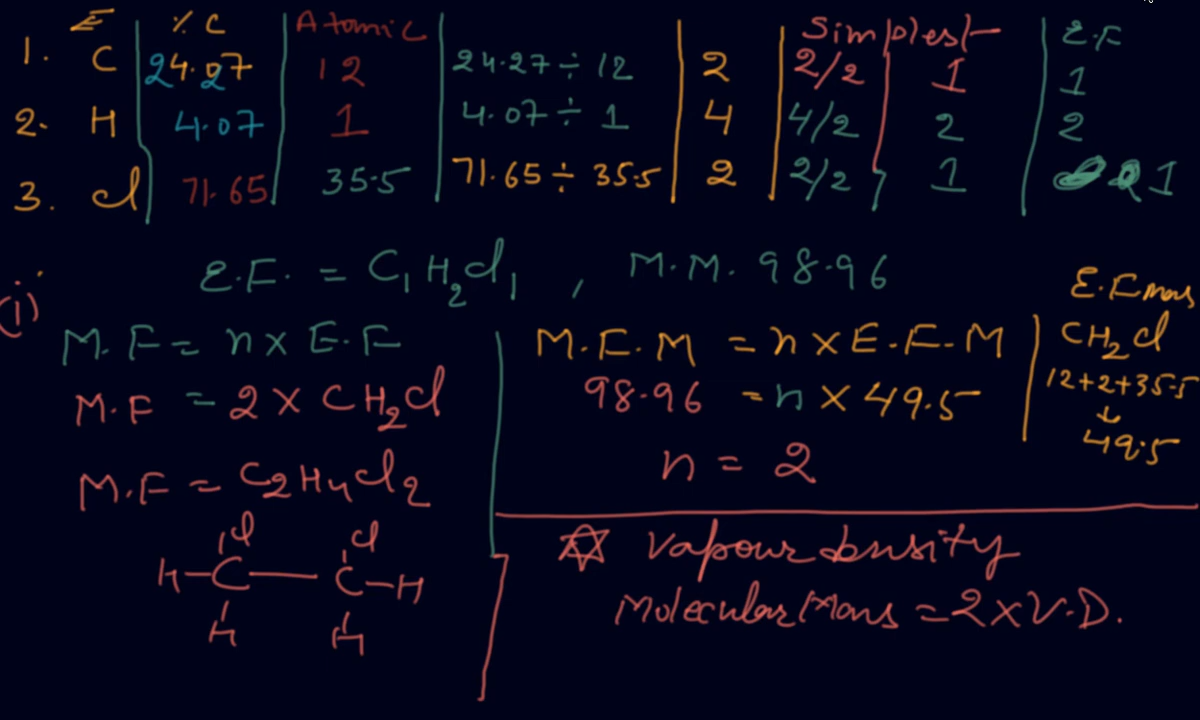 E % C Atomic Simplest E.F
1. C 24.07 12 24.27 ÷ 12 2 2/2 1 1
2. H 4.07 1 4.07 ÷ 1 4 4/2 2 2
3. Cl 71.65 35.5 71.65 ÷ 35.5 2 2/2 1 1
E.F. = C₁H₂Cl₁ , M.M. 98.96
(i)
M.F = n x E.F
M.F = 2 x CH₂Cl
M.F = C₂H₄Cl₂
Cl Cl
H-C—C-H
H H
M.F.M = n x E.F.M
98.96 = n x 49.5
n = 2
E.F mass
CH₂Cl
12+2+35.5
↓
49.5
☆ Vapour density
Molecular Mass = 2 x V.D.